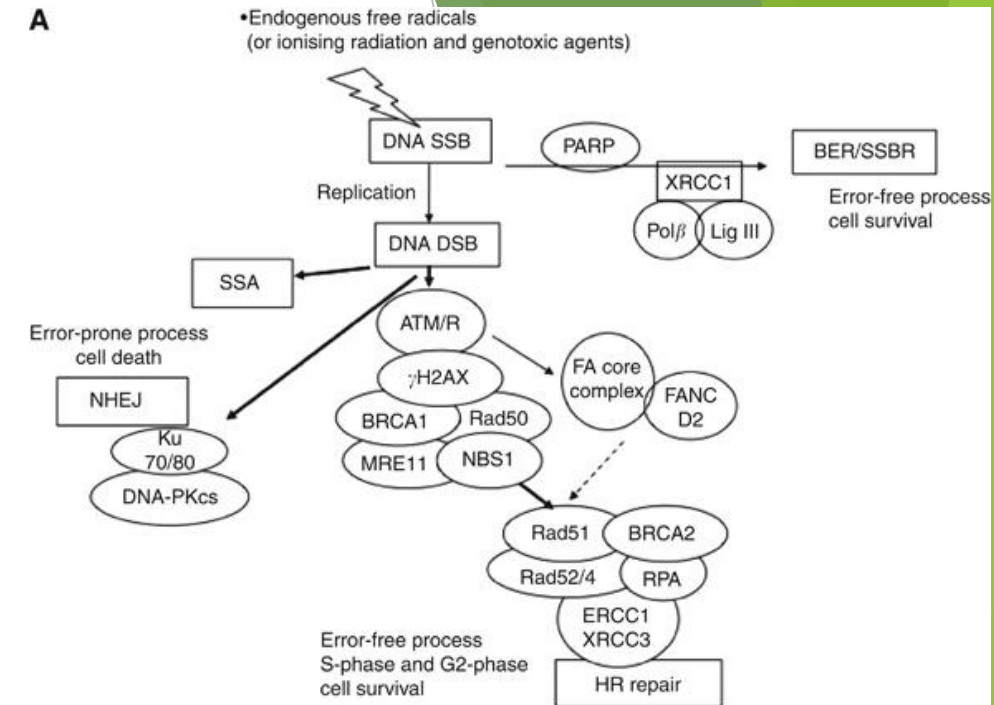 A
•Endogenous free radicals
(or ionising radiation and genotoxic agents)
DNA SSB
PARP
BER/SSBR
XRCC1
Replication
Error-free process
cell survival
Polβ
Lig III
DNA DSB
SSA
ATM/R
Error-prone process
cell death
FA core
complex
γH2AX
NHEJ
FANC
D2
BRCA1
Rad50
Ku
70/80
MRE11
NBS1
DNA-PKcs
Rad51
BRCA2
Rad52/4
RPA
ERCC1
XRCC3
Error-free process
S-phase and G2-phase
cell survival
HR repair